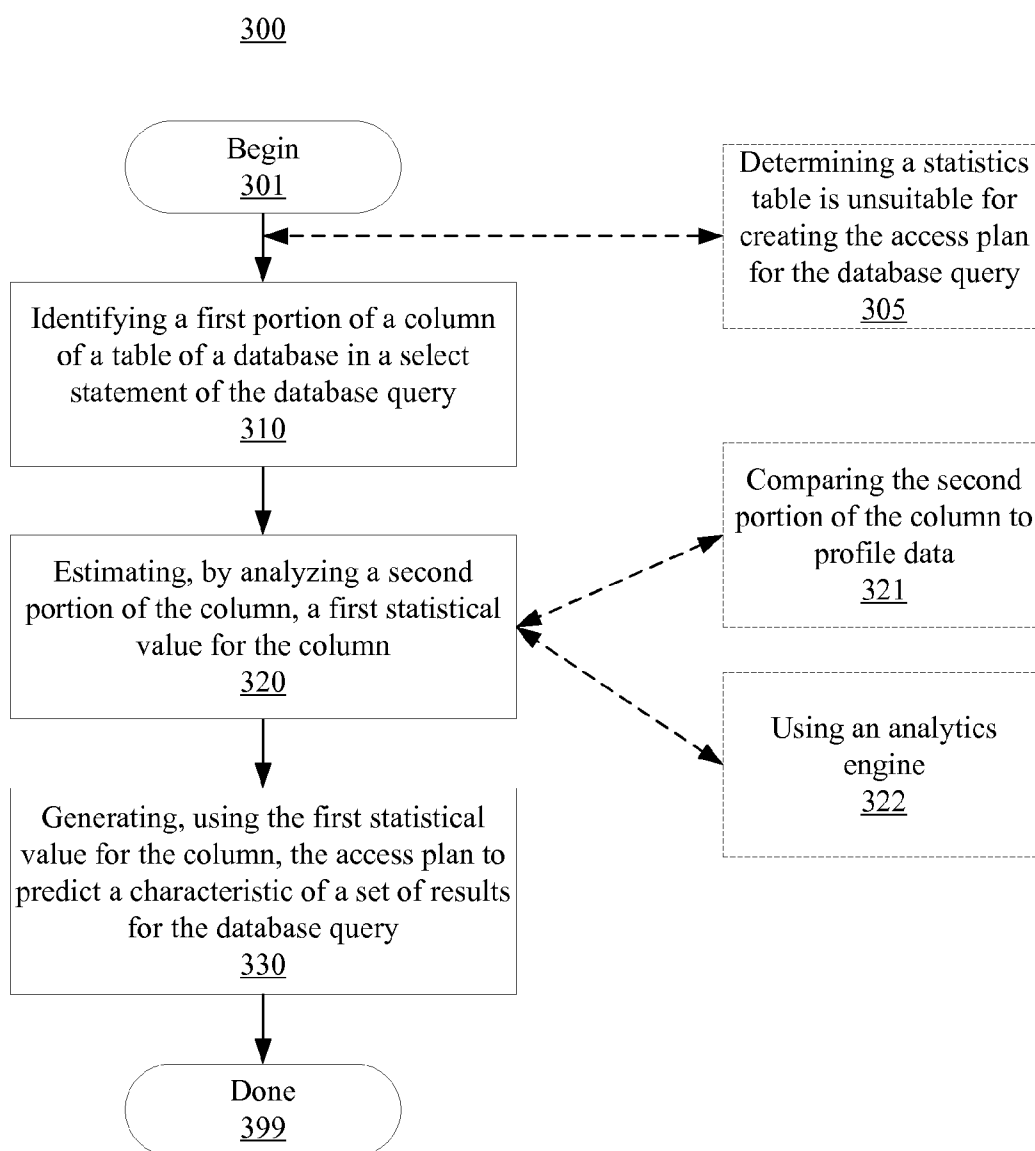 300
Begin
301
Determining a statistics
table is unsuitable for
creating the access plan
for the database query
305
Identifying a first portion of a column
of a table of a database in a select
statement of the database query
310
Comparing the second
portion of the column to
profile data
321
Estimating, by analyzing a second
portion of the column, a first statistical
value for the column
320
Using an analytics
engine
322
Generating, using the first statistical
value for the column, the access plan to
predict a characteristic of a set of results
for the database query
330
Done
399